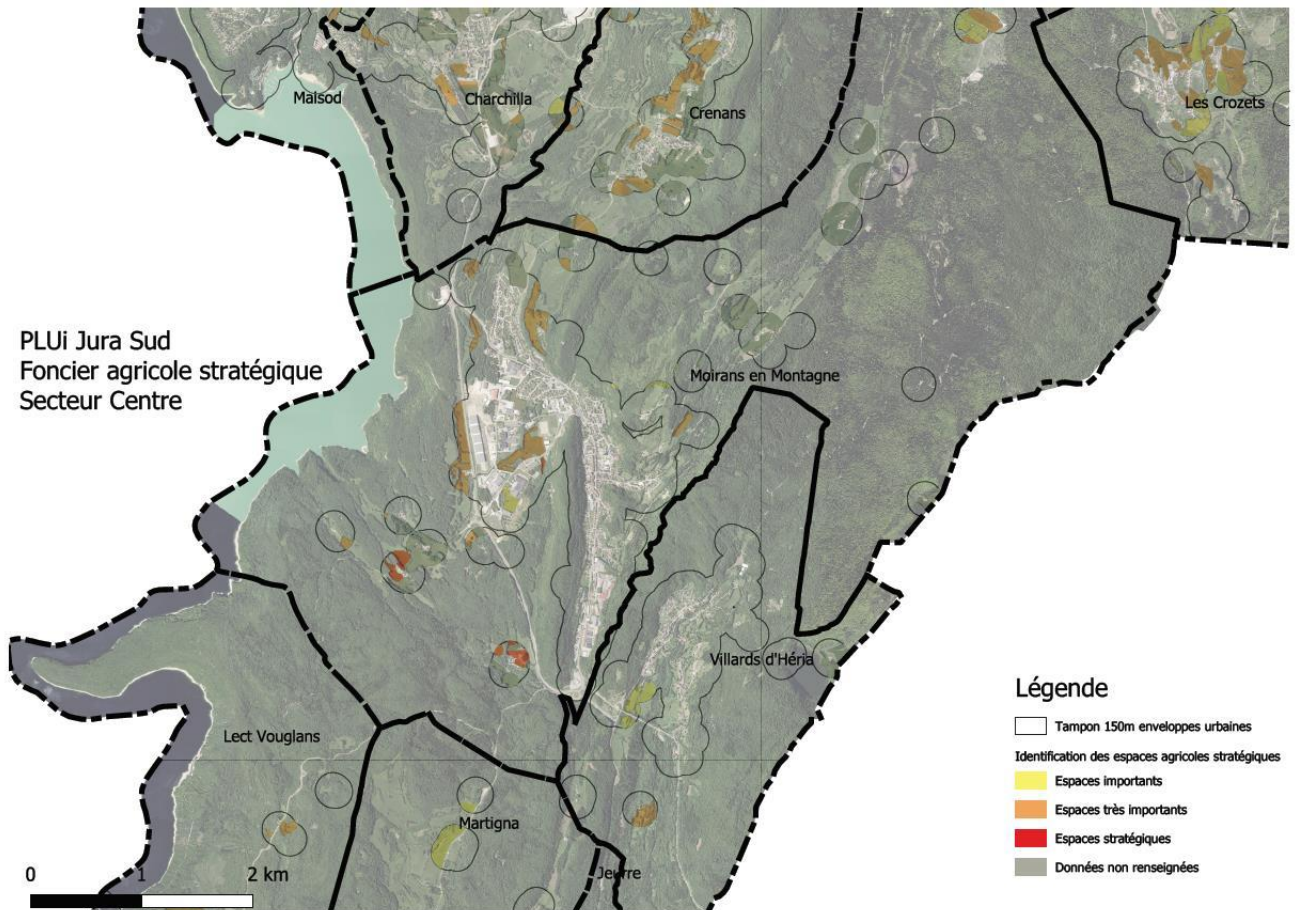 Maisod
Charchilla
Crenans
Les Crozets
PLUi Jura Sud
Foncier agricole stratégique
Secteur Centre
Moirans en Montagne
Villards d'Héria
Lect Vouglans
Martigna
Jeurre
Légende
Tampon 150m enveloppes urbaines
Identification des espaces agricoles stratégiques
Espaces importants
Espaces très importants
Espaces stratégiques
Données non renseignées
0 1 2 km